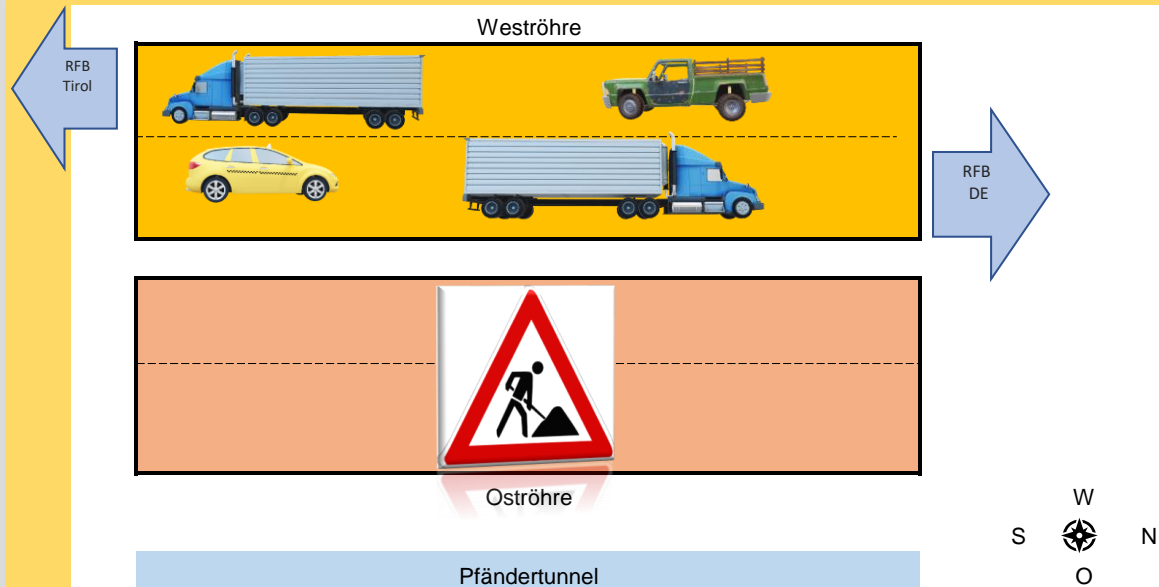 Weströhre
RFB
Tirol
RFB
DE
Oströhre
W
S N
O
Pfändertunnel